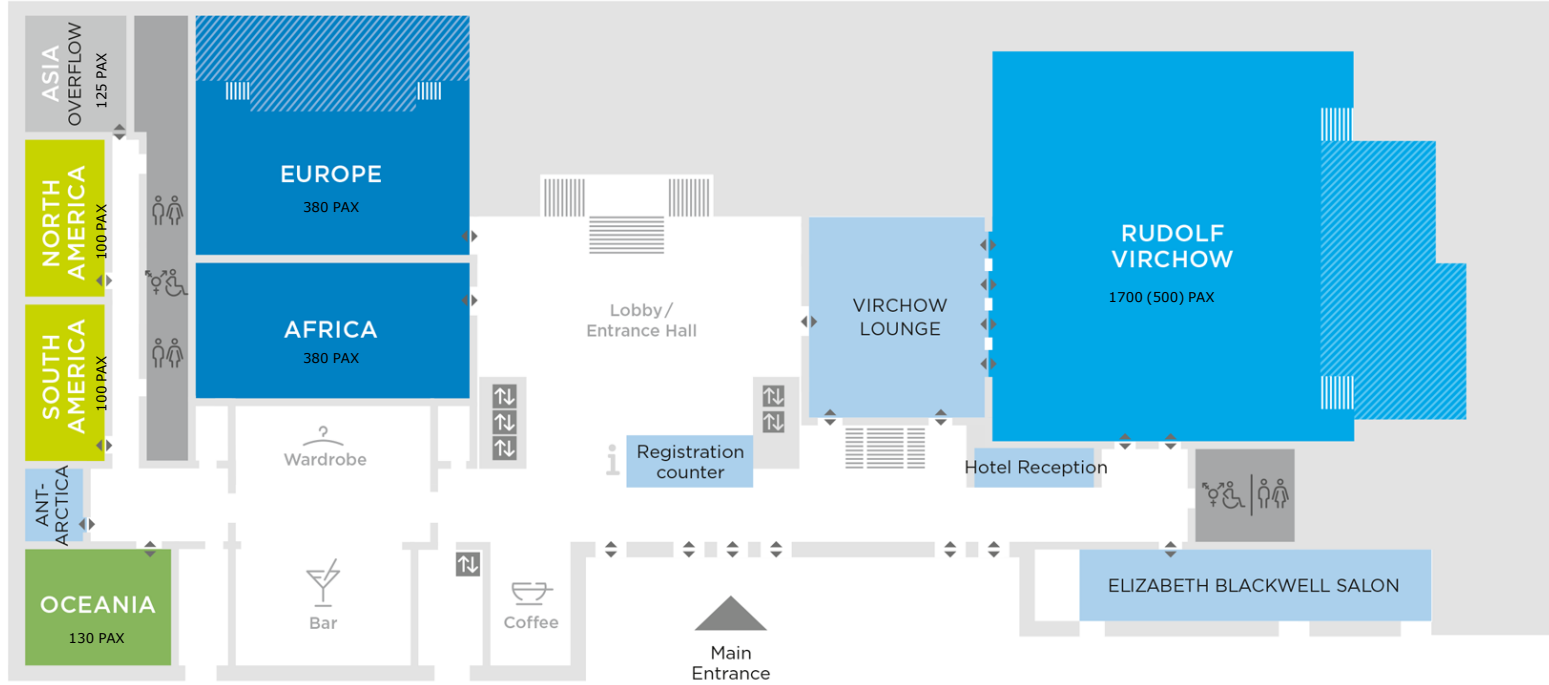 ASIA
OVERFLOW
125 PAX
NORTH
AMERICA
100 PAX
SOUTH
AMERICA
100 PAX
ANT-
ARCTICA
OCEANIA
130 PAX
EUROPE
380 PAX
AFRICA
380 PAX
Wardrobe
Bar
Coffee
Lobby/
Entrance Hall
i
Registration
counter
Main
Entrance
VIRCHOW
LOUNGE
RUDOLF
VIRCHOW
1700 (500) PAX
Hotel Reception
ELIZABETH BLACKWELL SALON